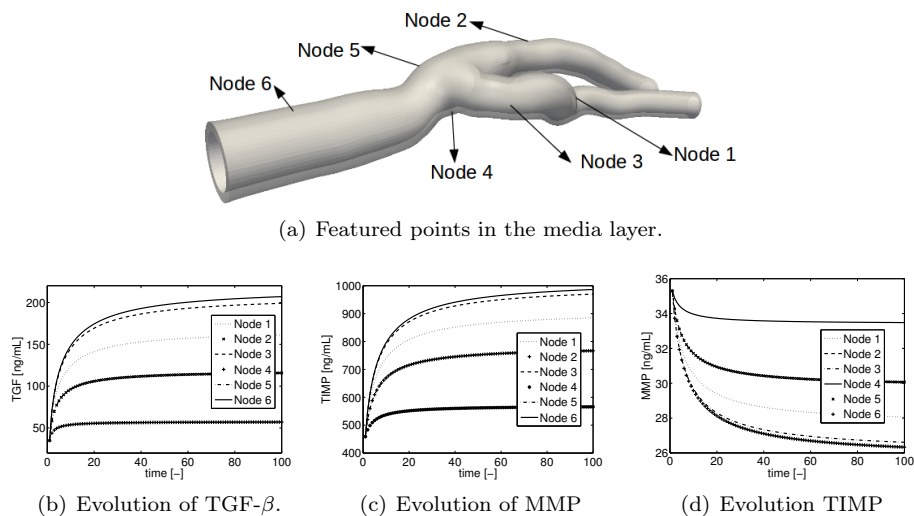 Node 2
Node 5
Node 6
Node 4
Node 3
Node 1
(a) Featured points in the media layer.
TGF [ng/mL]
200
150
100
50
0
20
40
60
80
100
time [–]
Node 1
Node 2
Node 3
Node 4
Node 5
Node 6
(b) Evolution of TGF-β.
TIMP [ng/mL]
1000
900
800
700
600
500
400
0
20
40
60
80
100
time [–]
Node 1
Node 2
Node 3
Node 4
Node 5
Node 6
(c) Evolution of MMP
MMP [ng/mL]
36
34
32
30
28
26
0
20
40
60
80
100
time [–]
Node 1
Node 2
Node 3
Node 4
Node 5
Node 6
(d) Evolution TIMP